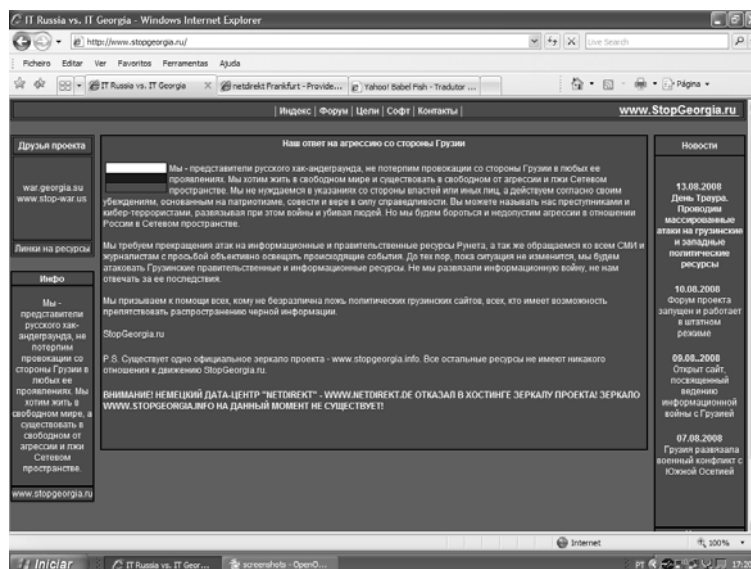 IT Russia vs. IT Georgia - Windows Internet Explorer
http://www.stopgeorgia.ru/
Live Search
Ficheiro Editar Ver Favoritos Ferramentas Ajuda
IT Russia vs. IT Georgia
netdirekt Frankfurt - Provide...
Yahoo! Babel Fish - Tradutor ...
Página
| Индекс | Форум | Цели | Софт | Контакты |
www.StopGeorgia.ru
Друзья проекта
war.georgia.su
www.stop-war.us
Линки на ресурсы
Инфо
Мы -
представители
русского хак-
андеграунда, не
потерпим
провокации со
стороны Грузии в
любых ее
проявлениях. Мы
хотим жить в
свободном мире, а
существовать в
свободном от
агрессии и лжи
Сетевом
пространстве.
www.stopgeorgia.ru
Наш ответ на агрессию со стороны Грузии
Мы - представители русского хак-андеграунда, не потерпим провокации со стороны Грузии в любых ее
проявлениях. Мы хотим жить в свободном мире и существовать в свободном от агрессии и лжи Сетевом
пространстве. Мы не нуждаемся в указаниях со стороны властей или иных лиц, а действуем согласно своим
убеждениям, основанным на патриотизме, совести и вере в силу справедливости. Вы можете называть нас преступниками и
кибер-террористами, развязывая при этом войны и убивая людей. Но мы будем бороться и недопустим агрессии в отношении
России в Сетевом пространстве.
Мы требуем прекращения атак на информационные и правительственные ресурсы Рунета, а так же обращаемся ко всем СМИ и
журналистам с просьбой объективно освещать происходящие события. До тех пор, пока ситуация не изменится, мы будем
атаковать Грузинские правительственные и информационные ресурсы. Не мы развязали информационную войну, не нам
отвечать за ее последствия.
Мы призываем к помощи всех, кому не безразлична ложь политических грузинских сайтов, всех, кто имеет возможность
препятствовать распространению черной информации.
StopGeorgia.ru
P.S. Существует одно официальное зеркало проекта - www.stopgeorgia.info. Все остальные ресурсы не имеют никакого
отношения к движению StopGeorgia.ru.
ВНИМАНИЕ! НЕМЕЦКИЙ ДАТА-ЦЕНТР "NETDIREKT" - WWW.NETDIREKT.DE ОТКАЗАЛ В ХОСТИНГЕ ЗЕРКАЛУ ПРОЕКТА! ЗЕРКАЛО
WWW.STOPGEORGIA.INFO НА ДАННЫЙ МОМЕНТ НЕ СУЩЕСТВУЕТ!
Новости
13.08.2008
День Траура.
Проводим
массированные
атаки на грузинские
и западные
политические
ресурсы
10.08.2008
Форум проекта
запущен и работает
в штатном
режиме
09.08..2008
Открыт сайт,
посвященный
ведению
информационной
войны с Грузией
07.08.2008
Грузия развязала
военный конфликт с
Южной Осетией
Internet
100%
Iniciar
IT Russia vs. IT Geor...
screenshots - OpenO...
PT
17:20